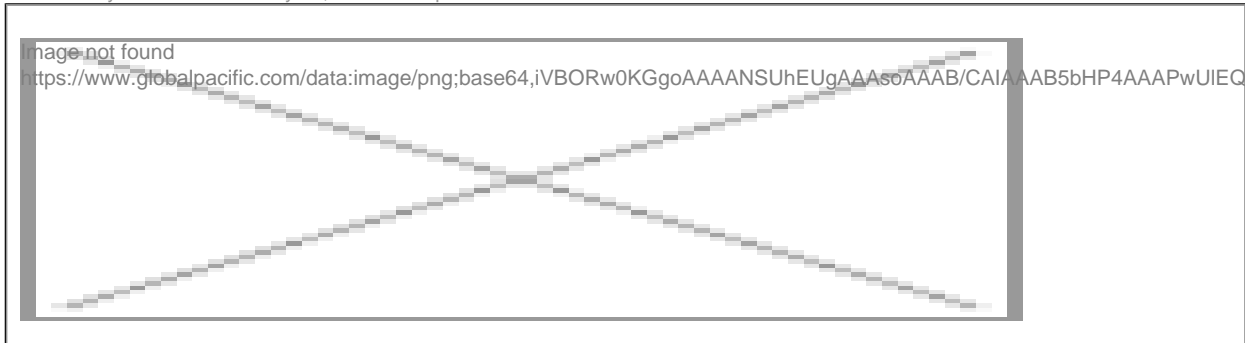 Image not found
https://www.globalpacific.com/data:image/png;base64,iVBORw0KGgoAAAANSUhEUgAAAsoAAAB/CAIAAAB5bHP4AAAPwUlEQ